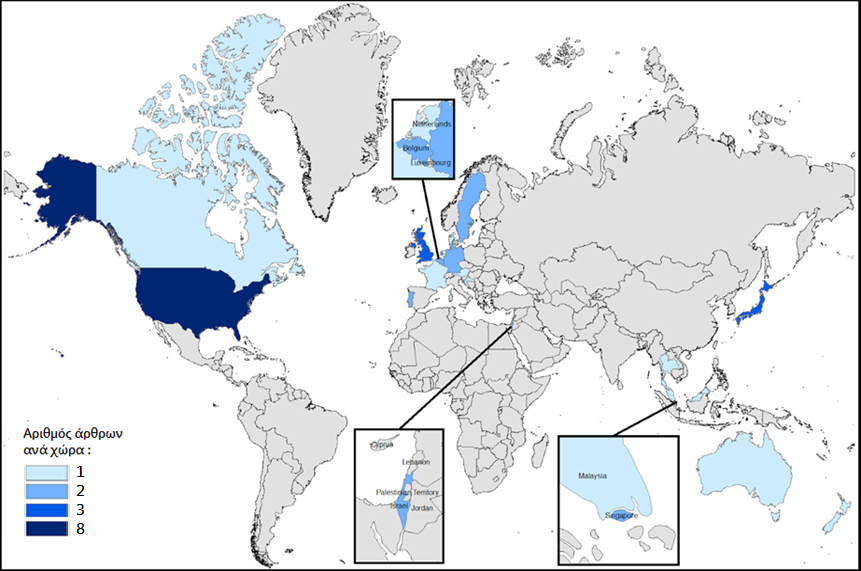 Netherlands
Belgium
Luxembourg
Αριθμός άρθρων
ανά χώρα :
1
2
3
8
Cyprus
Lebanon
Palestinian Territory
Israel
Jordan
Malaysia
Singapore